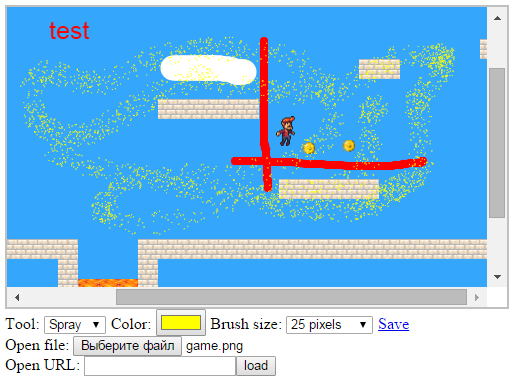 test
Tool: Spray Color: Brush size: 25 pixels Save
Open file: Выберите файл game.png
Open URL: load